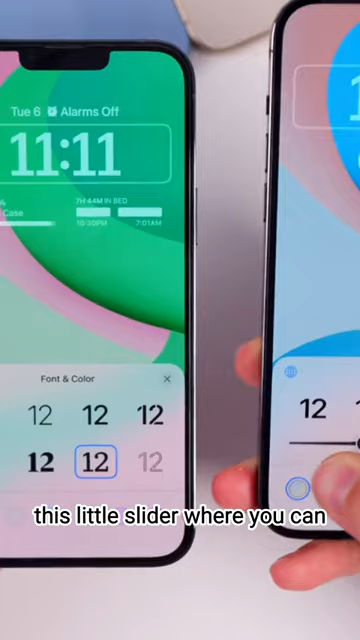 Tue 6 Alarms Off
11:11
%
7H 44M IN BED
Case
10:30PM 7:01AM
Font & Color
12 12 12
12 12 12
12
this little slider where you can